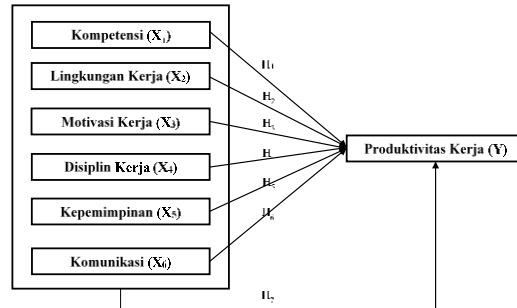 Kompetensi (X1)
H1
Lingkungan Kerja (X2)
H2
Motivasi Kerja (X3)
H3
Disiplin Kerja (X4)
H
Produktivitas Kerja (Y)
H5
Kepemimpinan (X5)
H6
Komunikasi (X6)
H7